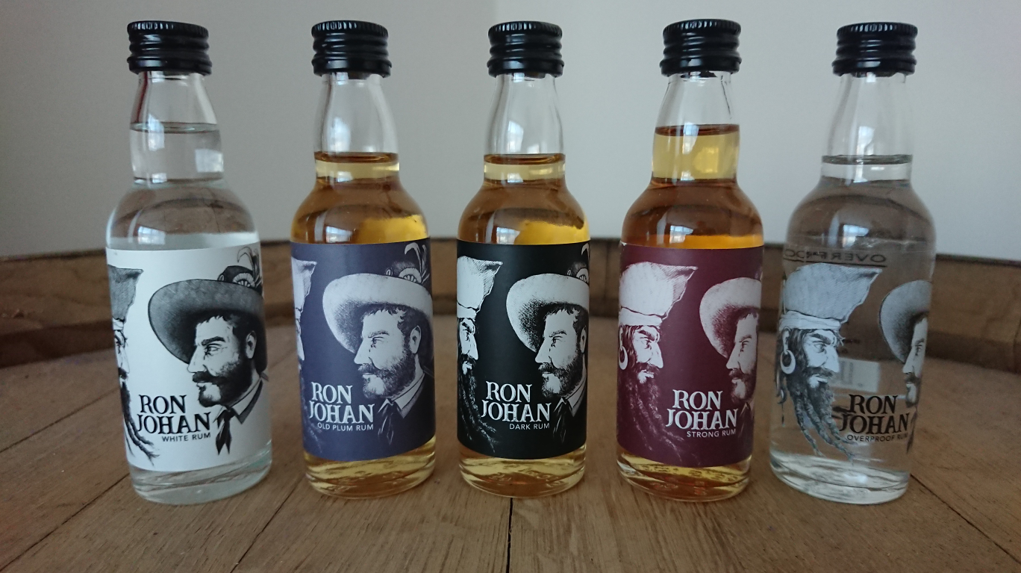 RON
JOHAN
WHITE RUM
RON
JOHAN
OLD PLUM RUM
RON
JOHAN
DARK RUM
RON
JOHAN
STRONG RUM
RON
JOHAN
OVERPROOF RUM